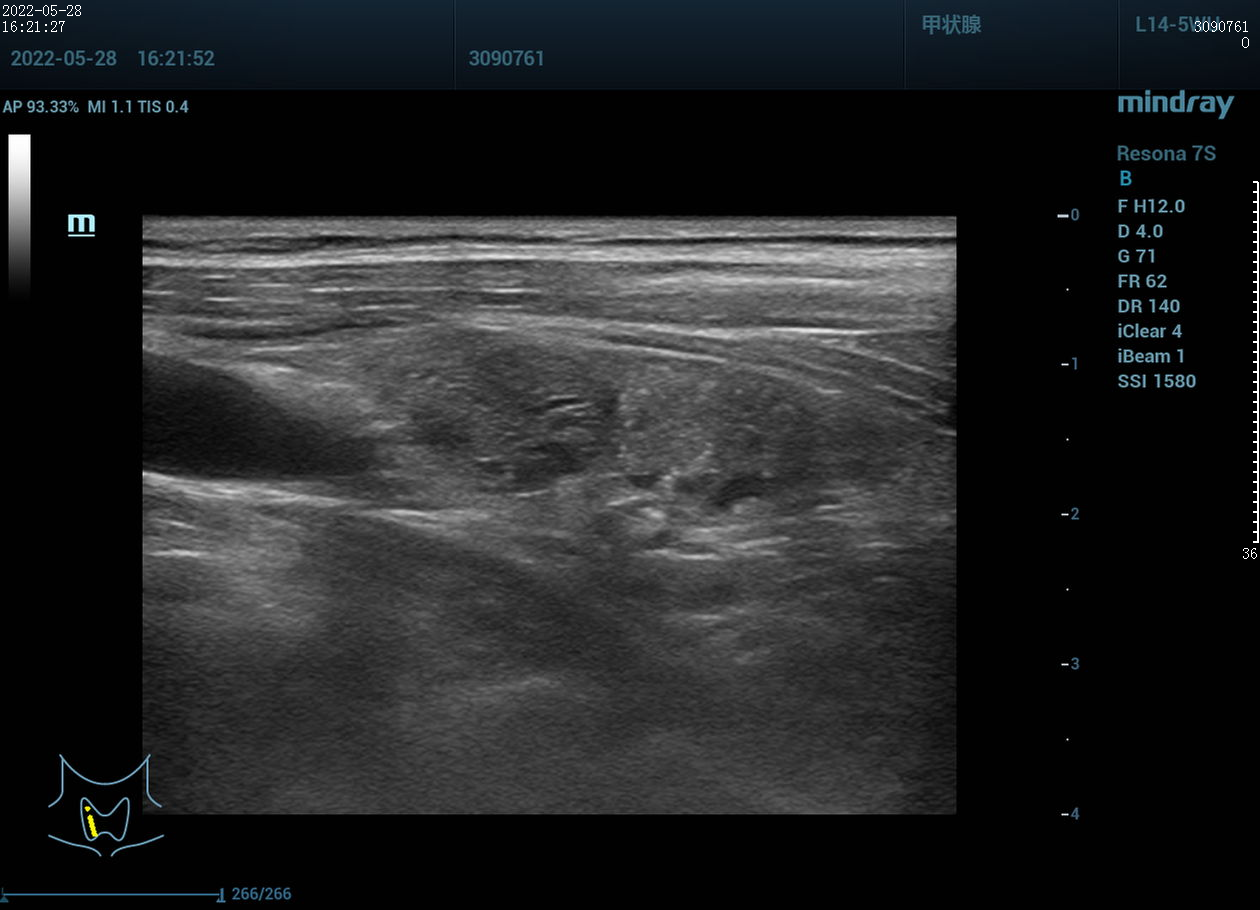 2022-05-28
16:21:27
2022-05-28 16:21:52
3090761
甲状腺
3090761
0
AP 93.33% MI 1.1 TIS 0.4
mindray
m
Resona 7S
B
F H12.0
D 4.0
G 71
FR 62
DR 140
iClear 4
iBeam 1
SSI 1580
0
1
2
3
4
36
266/266